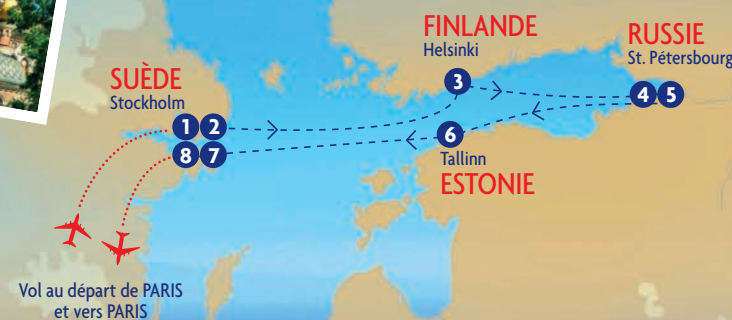 FINLANDE
Helsinki
RUSSIE
St. Pétersbourg
SUÈDE
Stockholm
3
4 5
1 2
6
8 7
Tallinn
ESTONIE
Vol au départ de PARIS
et vers PARIS